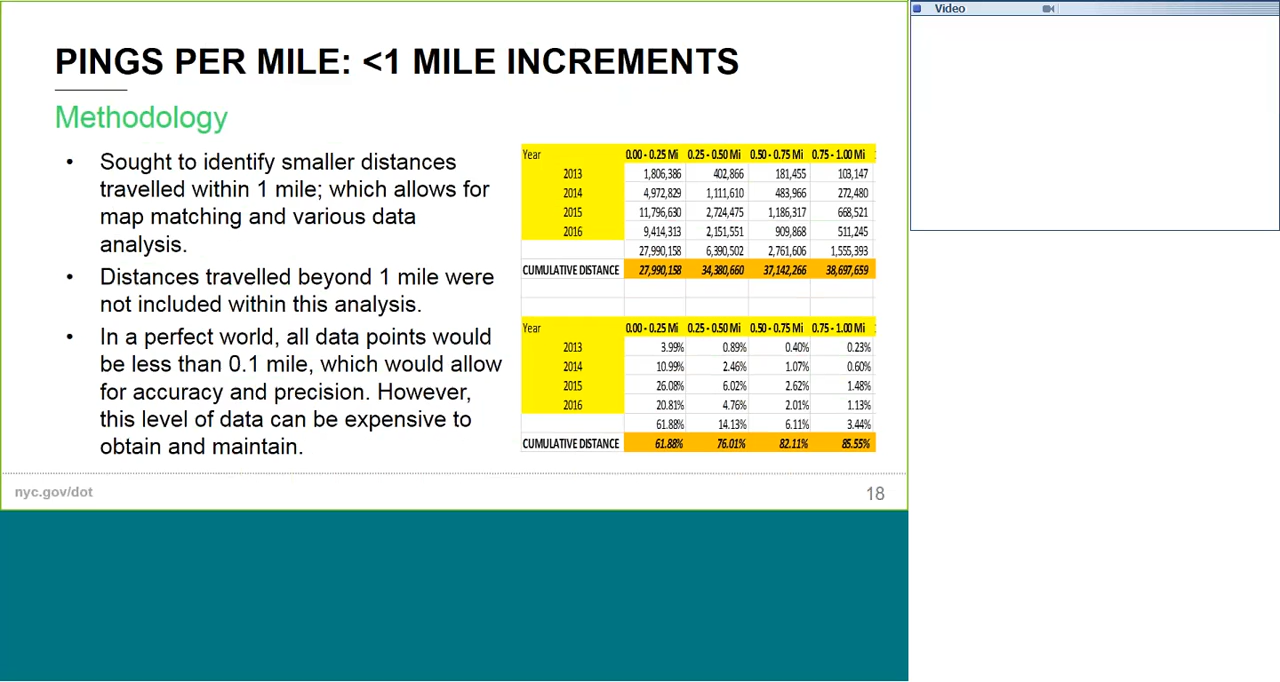 Video
PINGS PER MILE: <1 MILE INCREMENTS
Methodology
• Sought to identify smaller distances
travelled within 1 mile; which allows for
map matching and various data
analysis.
• Distances travelled beyond 1 mile were
not included within this analysis.
• In a perfect world, all data points would
be less than 0.1 mile, which would allow
for accuracy and precision. However,
this level of data can be expensive to
obtain and maintain.
Year 0.00 - 0.25 Mi 0.25 - 0.50 Mi 0.50 - 0.75 Mi 0.75 - 1.00 Mi
2013 1,806,386 402,866 181,455 103,147
2014 4,972,829 1,111,610 483,966 272,480
2015 11,796,630 2,724,475 1,186,317 668,521
2016 9,414,313 2,151,551 909,868 511,245
27,990,158 6,390,502 2,761,606 1,555,393
CUMULATIVE DISTANCE 27,990,158 34,380,660 37,142,266 38,697,659
Year 0.00 - 0.25 Mi 0.25 - 0.50 Mi 0.50 - 0.75 Mi 0.75 - 1.00 Mi
2013 3.99% 0.89% 0.40% 0.23%
2014 10.99% 2.46% 1.07% 0.60%
2015 26.08% 6.02% 2.62% 1.48%
2016 20.81% 4.76% 2.01% 1.13%
61.88% 14.13% 6.11% 3.44%
CUMULATIVE DISTANCE 61.88% 76.01% 82.11% 85.55%
nyc.gov/dot
18